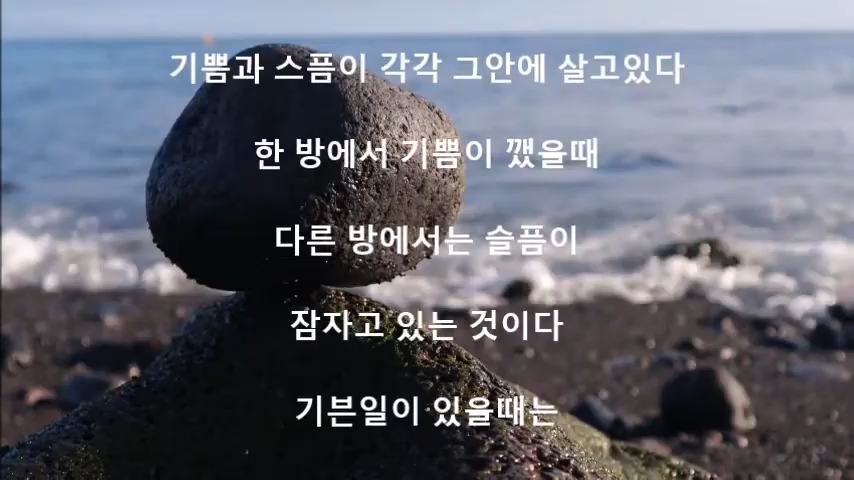 기쁨과 스픔이 각각 그안에 살고있다
한 방에서 기쁨이 깼을때
다른 방에서는 슬픔이
잠자고 있는 것이다
기븐일이 있을때는